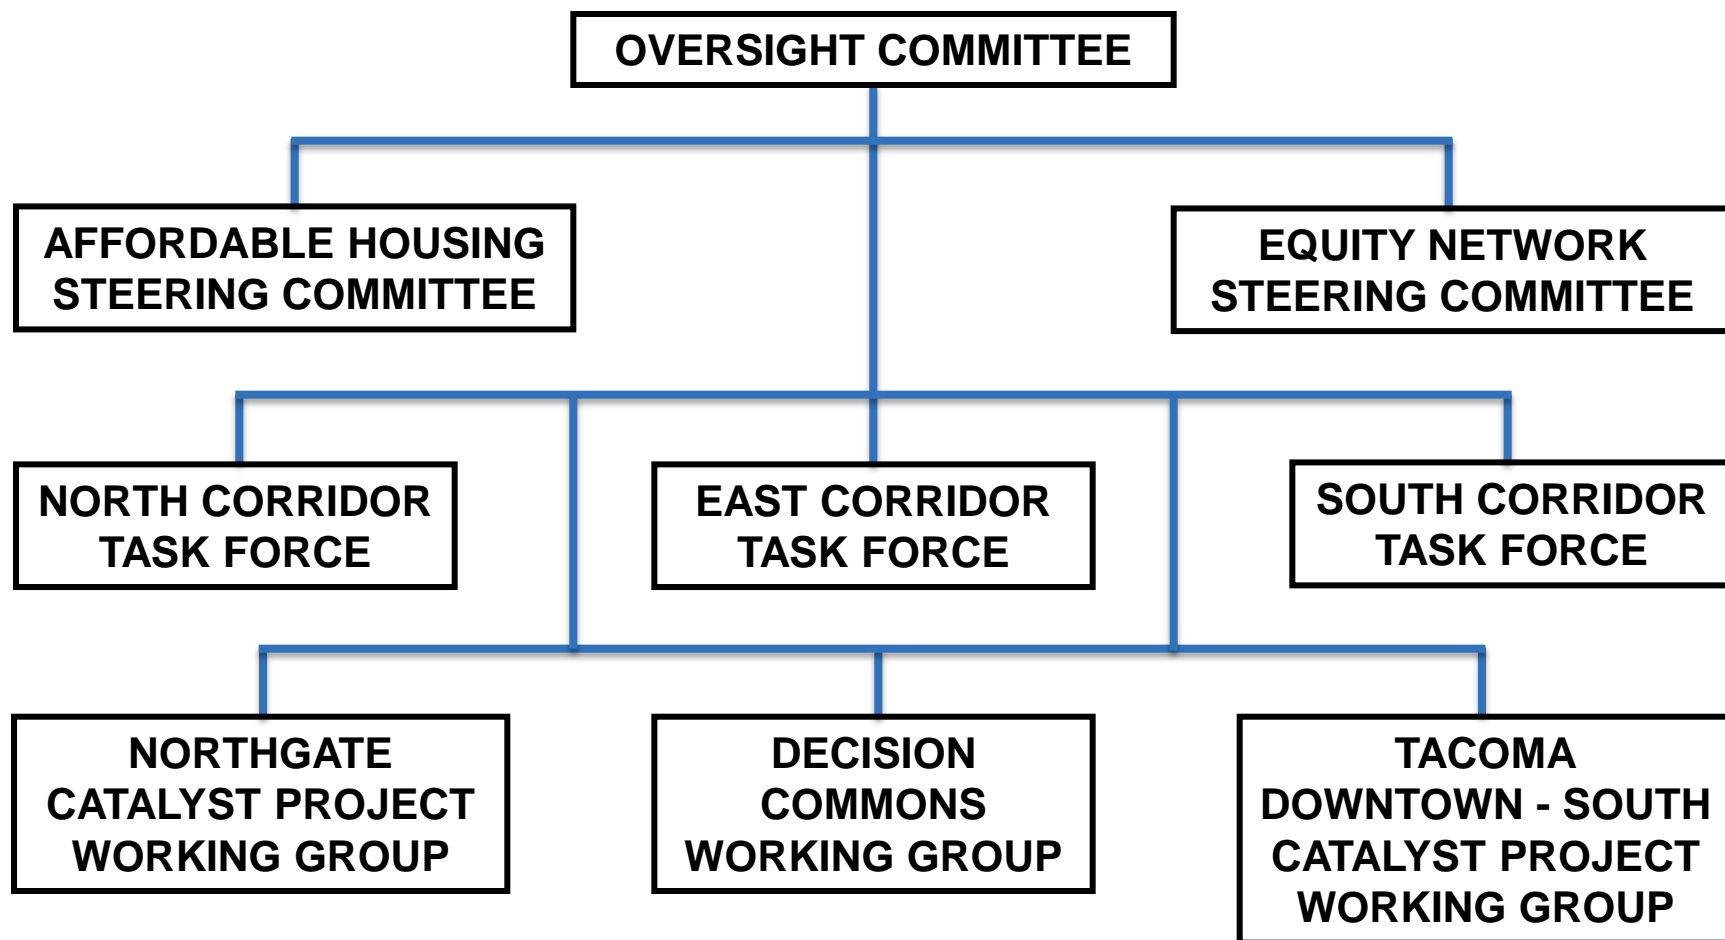 OVERSIGHT COMMITTEE
AFFORDABLE HOUSING
STEERING COMMITTEE
EQUITY NETWORK
STEERING COMMITTEE
NORTH CORRIDOR
TASK FORCE
EAST CORRIDOR
TASK FORCE
SOUTH CORRIDOR
TASK FORCE
NORTHGATE
CATALYST PROJECT
WORKING GROUP
DECISION
COMMONS
WORKING GROUP
TACOMA
DOWNTOWN - SOUTH
CATALYST PROJECT
WORKING GROUP